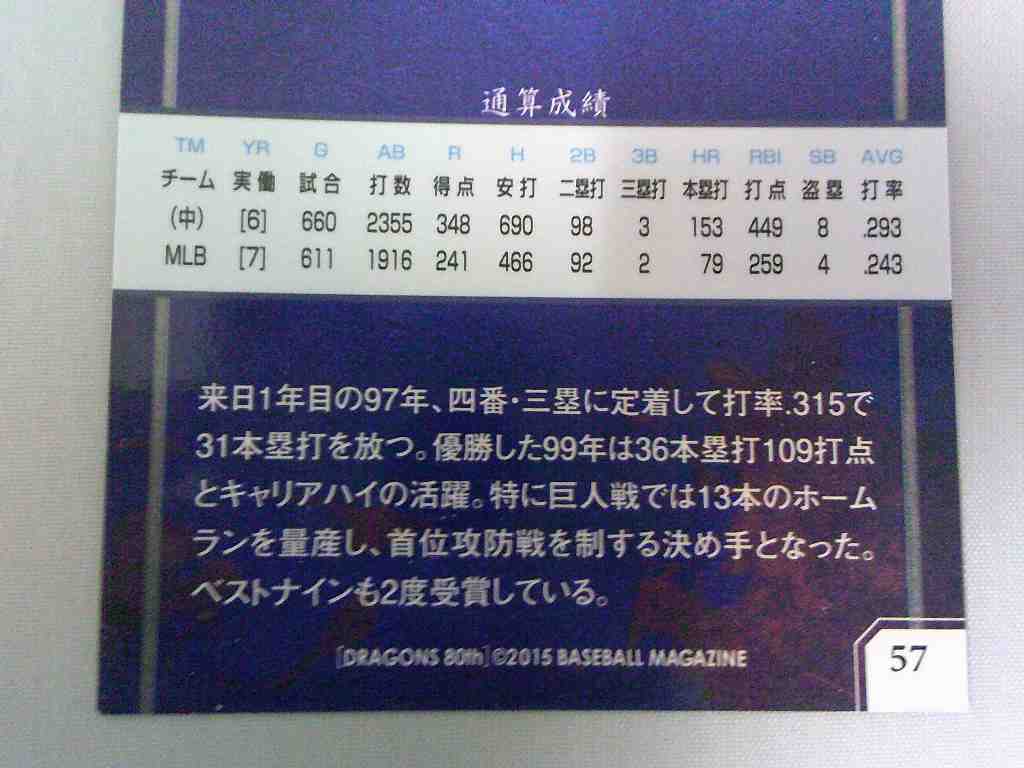 通算成績
TM YR G AB R H 2B 3B HR RBI SB AVG
チーム 実働 試合 打数 得点 安打 二塁打 三塁打 本塁打 打点 盗塁 打率
(中) [6] 660 2355 348 690 98 3 153 449 8 .293
MLB [7] 611 1916 241 466 92 2 79 259 4 .243
来日1年目の97年、四番・三塁に定着して打率.315で
31本塁打を放つ。優勝した99年は36本塁打109打点
とキャリアハイの活躍。特に巨人戦では13本のホーム
ランを量産し、首位攻防戦を制する決め手となった。
ベストナインも2度受賞している。
[DRAGONS 80th]©2015 BASEBALL MAGAZINE
57